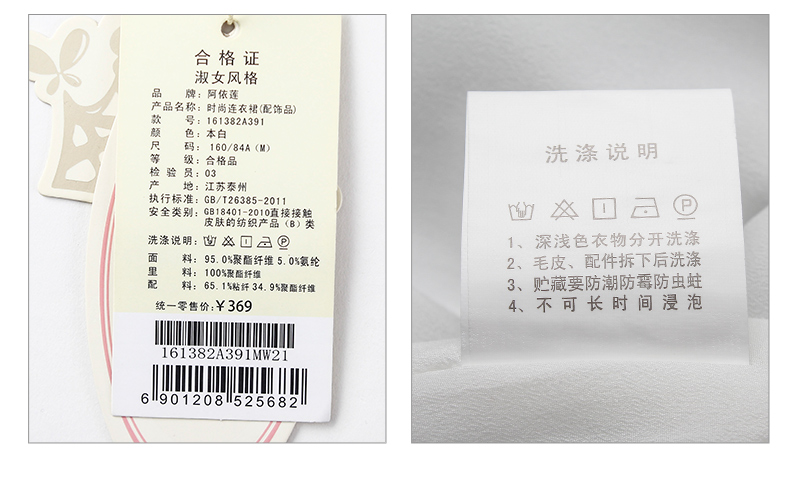 合格证
淑女风格
品 牌: 阿依莲
产品名称: 时尚连衣裙(配饰品)
款 号: 161382A391
颜 色: 本白
尺 码: 160/84A (M)
等 级: 合格品
检 验 员: 03
产 地: 江苏泰州
执行标准: GB/T26385-2011
安全类别: GB18401-2010直接接触
皮肤的纺织产品 (B) 类
洗涤说明:
面 料: 95.0%聚酯纤维 5.0%氨纶
里 料: 100%聚酯纤维
配 料: 65.1%粘纤 34.9%聚酯纤维
统一零售价: ¥369
161382A391MW21
6 901208 525682
洗涤说明
1、深浅色衣物分开洗涤
2、毛皮、配件拆下后洗涤
3、贮藏要防潮防霉防虫蛀
4、不可长时间浸泡